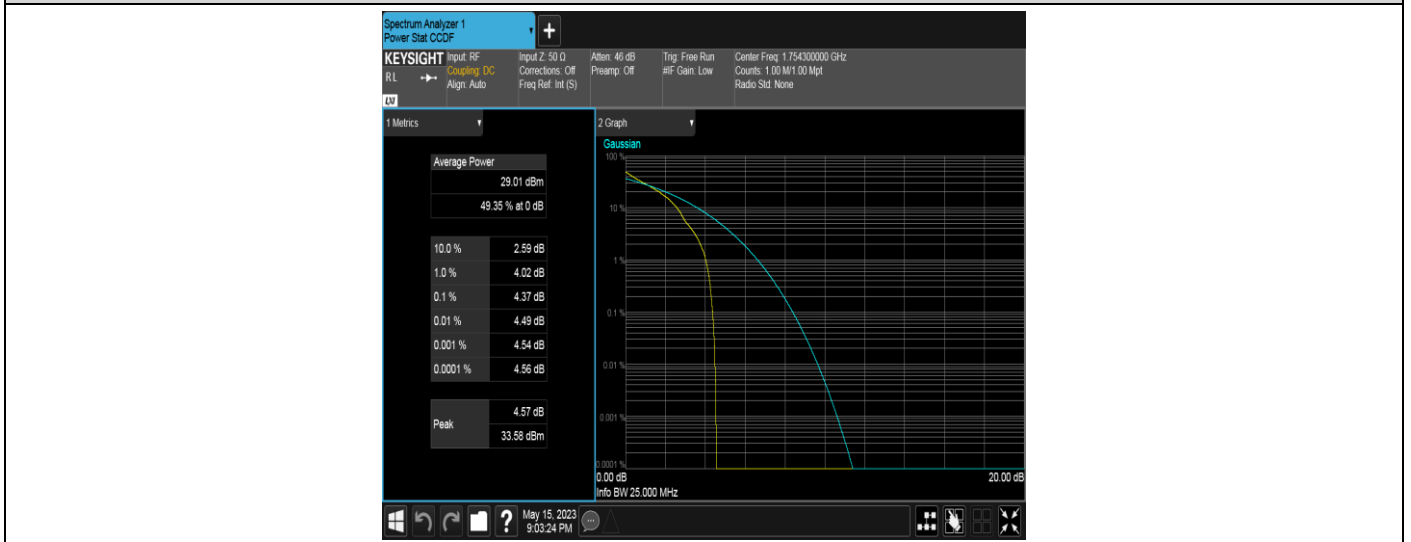 Spectrum Analyzer 1
Power Stat CCDF
+
KEYSIGHT
RL
LXI
Input: RF
Coupling: DC
Align: Auto
Input Z: 50 Ω
Corrections: Off
Freq Ref: Int (S)
Atten: 46 dB
Preamp: Off
Trig: Free Run
#IF Gain: Low
Center Freq: 1.754300000 GHz
Counts: 1.00 M/1.00 Mpt
Radio Std: None
1 Metrics
Average Power
29.01 dBm
49.35 % at 0 dB
10.0 % 2.59 dB
1.0 % 4.02 dB
0.1 % 4.37 dB
0.01 % 4.49 dB
0.001 % 4.54 dB
0.0001 % 4.56 dB
Peak
4.57 dB
33.58 dBm
2 Graph
Gaussian
100 %
10 %
1 %
0.1 %
0.01 %
0.001 %
0.0001 %
0.00 dB 20.00 dB
Info BW 25.000 MHz
?
May 15, 2023
9:03:24 PM